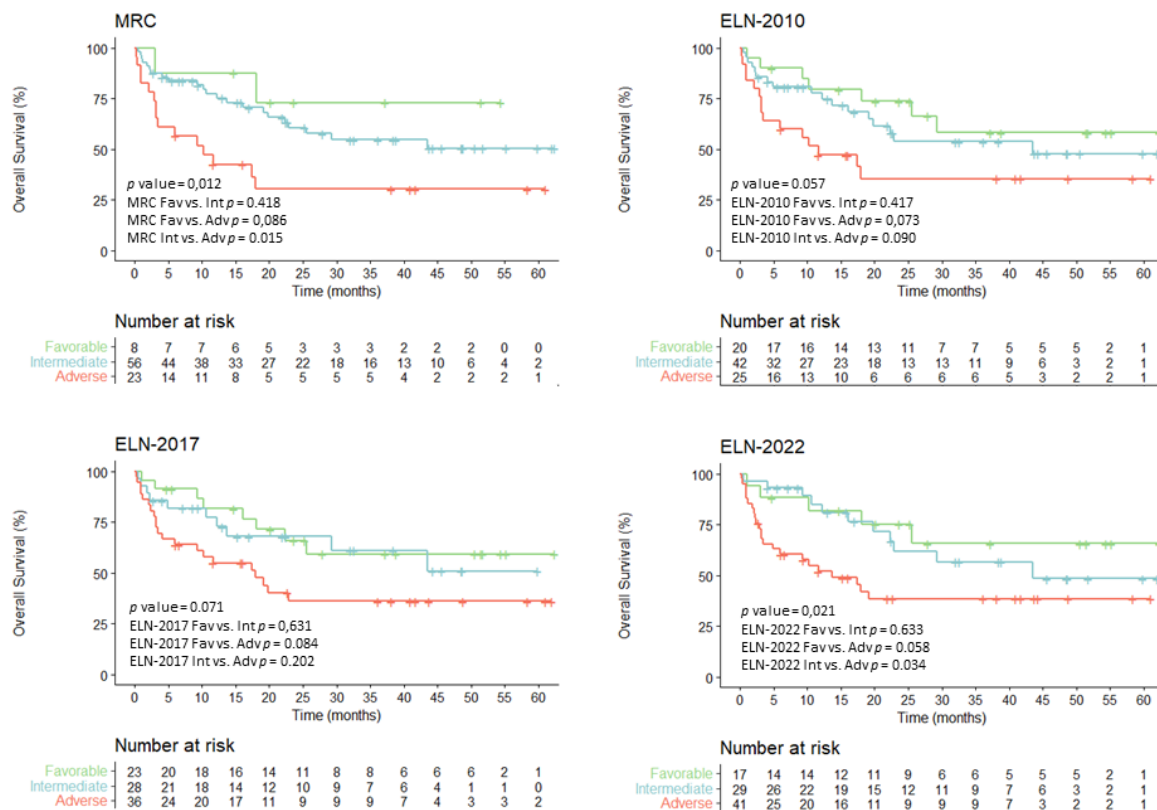 MRC
Overall Survival (%)
100
75
50
25
0
p value = 0,012
MRC Fav vs. Int p = 0.418
MRC Fav vs. Adv p = 0,086
MRC Int vs. Adv p = 0.015
0 5 10 15 20 25 30 35 40 45 50 55 60
Time (months)
Number at risk
Favorable 8 7 7 6 5 3 3 3 2 2 2 0 0
Intermediate 56 44 38 33 27 22 18 16 13 10 6 4 2
Adverse 23 14 11 8 5 5 5 5 4 2 2 2 1
ELN-2010
Overall Survival (%)
100
75
50
25
0
p value = 0.057
ELN-2010 Fav vs. Int p = 0.417
ELN-2010 Fav vs. Adv p = 0,073
ELN-2010 Int vs. Adv p = 0.090
0 5 10 15 20 25 30 35 40 45 50 55 60
Time (months)
Number at risk
Favorable 20 17 16 14 13 11 7 7 5 5 5 2 1
Intermediate 42 32 27 23 18 13 13 11 9 6 3 2 1
Adverse 25 16 13 10 6 6 6 6 5 3 2 2 1
ELN-2017
Overall Survival (%)
100
75
50
25
0
p value = 0.071
ELN-2017 Fav vs. Int p = 0,631
ELN-2017 Fav vs. Adv p = 0.084
ELN-2017 Int vs. Adv p = 0.202
0 5 10 15 20 25 30 35 40 45 50 55 60
Time (months)
Number at risk
Favorable 23 20 18 16 14 11 8 8 6 6 6 2 1
Intermediate 28 21 18 14 12 10 9 7 6 4 1 1 0
Adverse 36 24 20 17 11 9 9 9 7 4 3 3 2
ELN-2022
Overall Survival (%)
100
75
50
25
0
p value = 0,021
ELN-2022 Fav vs. Int p = 0.633
ELN-2022 Fav vs. Adv p = 0.058
ELN-2022 Int vs. Adv p = 0.034
0 5 10 15 20 25 30 35 40 45 50 55 60
Time (months)
Number at risk
Favorable 17 14 14 12 11 9 6 6 5 5 5 2 1
Intermediate 29 26 22 19 15 12 11 9 7 6 3 2 1
Adverse 41 25 20 16 11 9 9 9 7 3 2 2 1